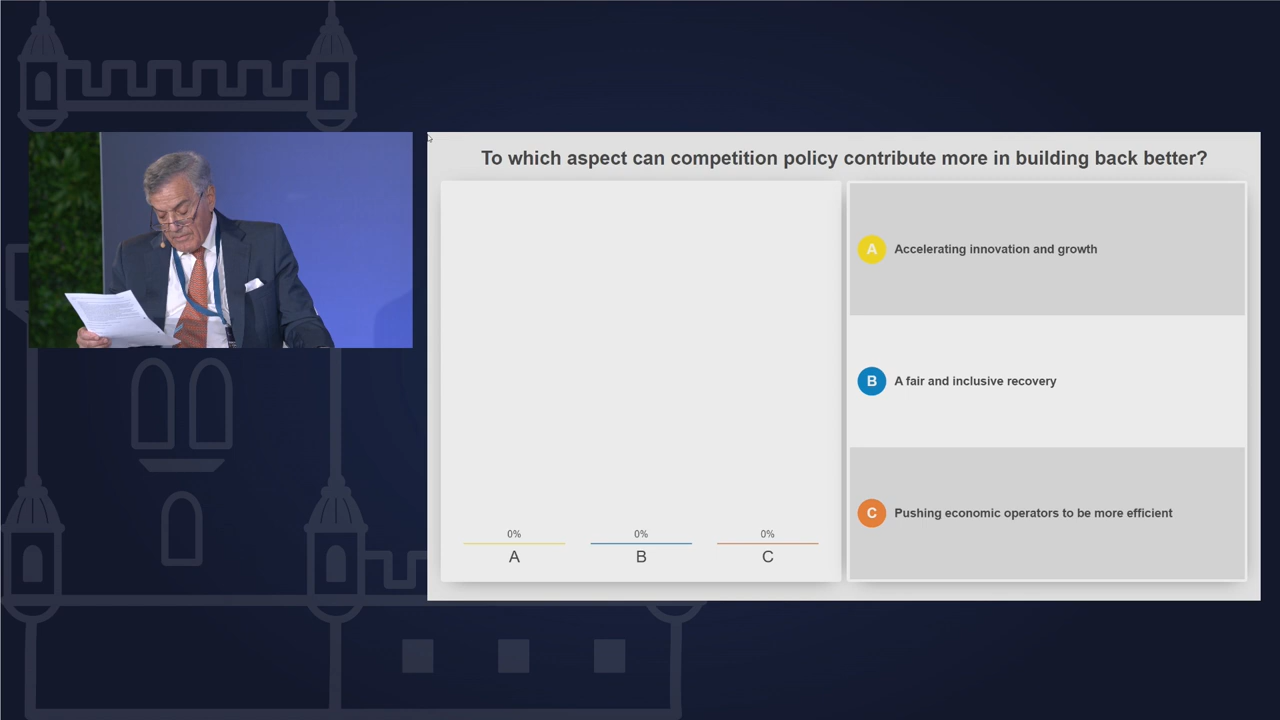 To which aspect can competition policy contribute more in building back better?
0%
0%
0%
A
B
C
A
Accelerating innovation and growth
B
A fair and inclusive recovery
C
Pushing economic operators to be more efficient